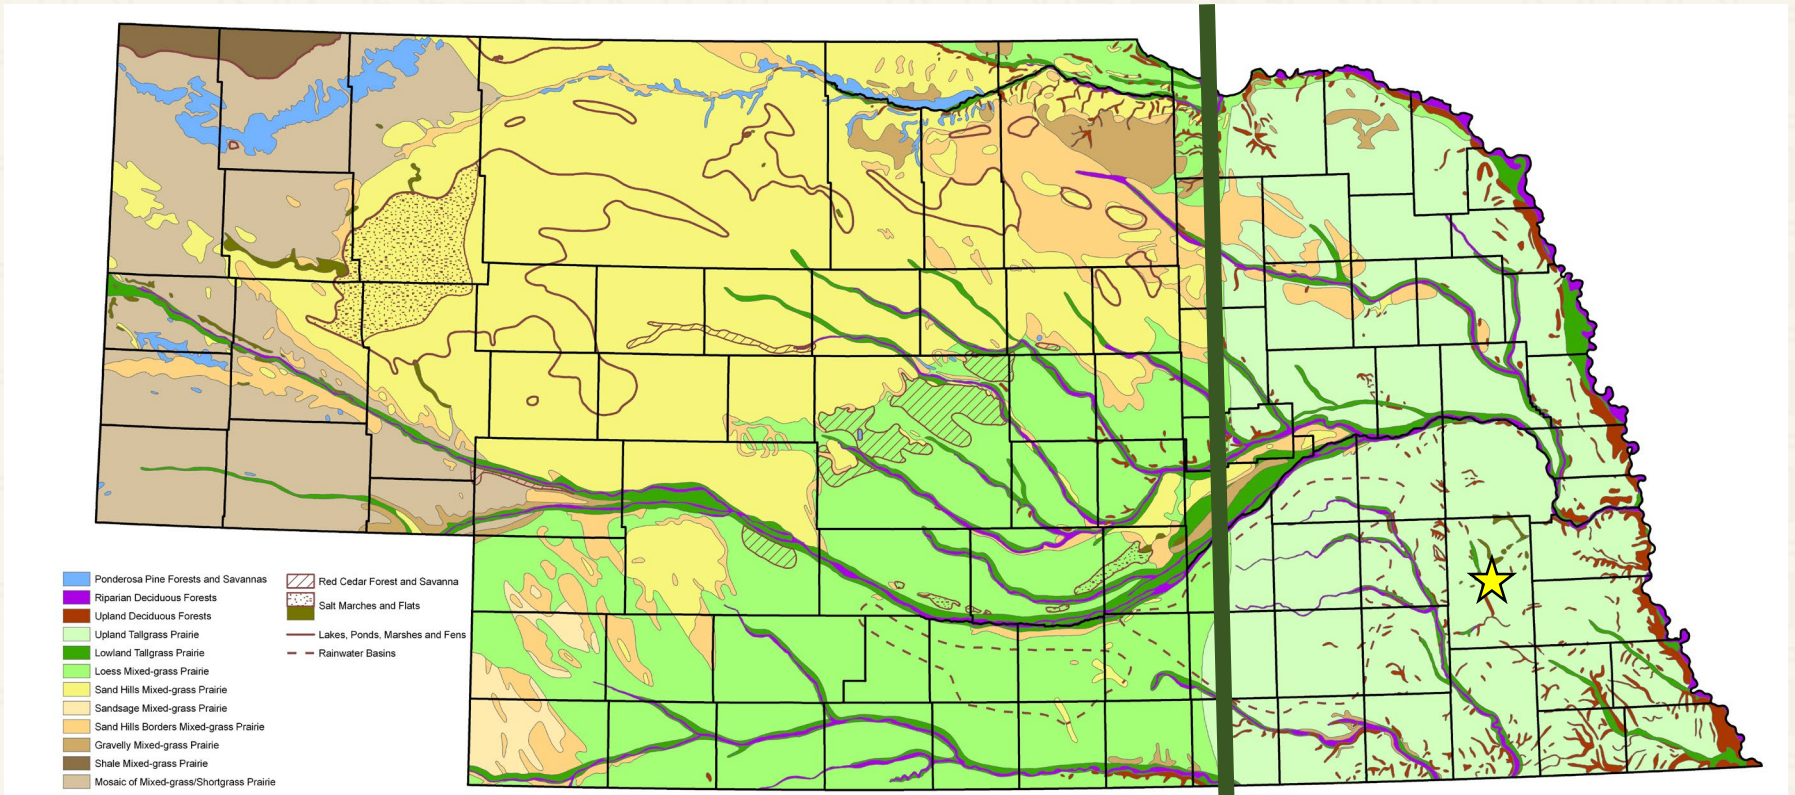 Ponderosa Pine Forests and Savannas
Riparian Deciduous Forests
Upland Deciduous Forests
Upland Tallgrass Prairie
Lowland Tallgrass Prairie
Loess Mixed-grass Prairie
Sand Hills Mixed-grass Prairie
Sandsage Mixed-grass Prairie
Sand Hills Borders Mixed-grass Prairie
Gravelly Mixed-grass Prairie
Shale Mixed-grass Prairie
Mosaic of Mixed-grass/Shortgrass Prairie
Red Cedar Forest and Savanna
Salt Marches and Flats
Lakes, Ponds, Marshes and Fens
Rainwater Basins